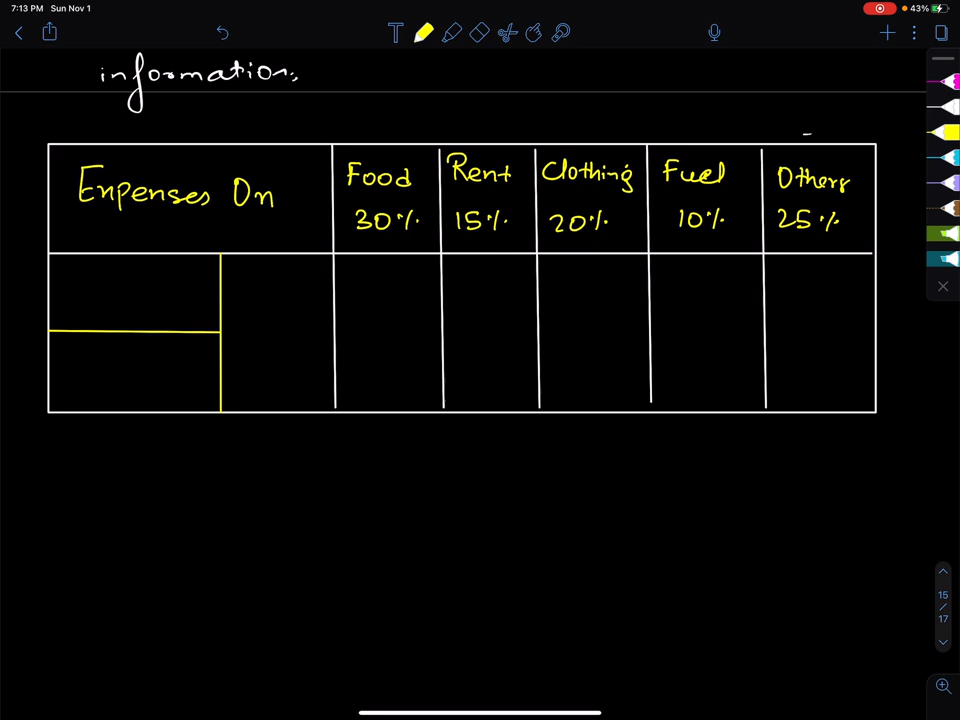 7:13 PM Sun Nov 1
43%
information.
Expenses On
Food Rent Clothing Fuel Others
30% 15% 20% 10% 25%
15
/
17